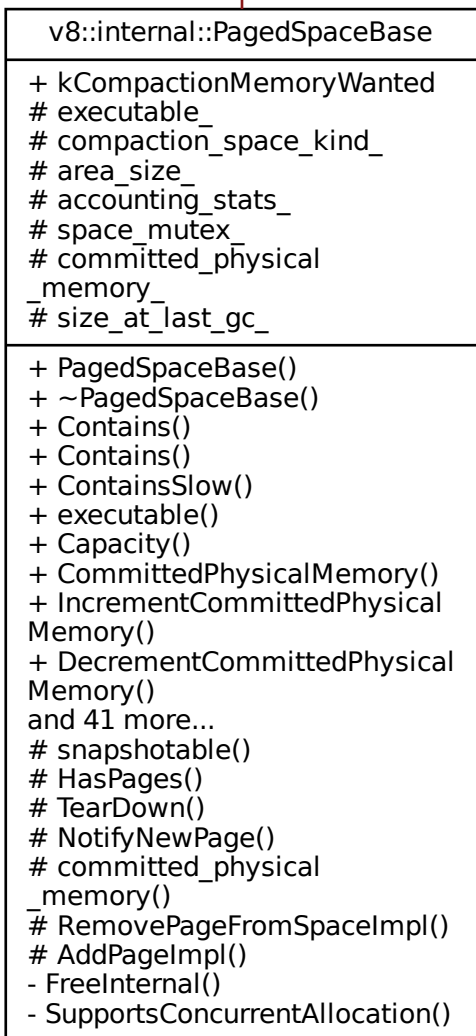 v8::internal::PagedSpaceBase
+ kCompactionMemoryWanted
# executable_
# compaction_space_kind_
# area_size_
# accounting_stats_
# space_mutex_
# committed_physical
_memory_
# size_at_last_gc_
+ PagedSpaceBase()
+ ~PagedSpaceBase()
+ Contains()
+ Contains()
+ ContainsSlow()
+ executable()
+ Capacity()
+ CommittedPhysicalMemory()
+ IncrementCommittedPhysical
Memory()
+ DecrementCommittedPhysical
Memory()
and 41 more...
# snapshotable()
# HasPages()
# TearDown()
# NotifyNewPage()
# committed_physical
_memory()
# RemovePageFromSpaceImpl()
# AddPageImpl()
- FreeInternal()
- SupportsConcurrentAllocation()